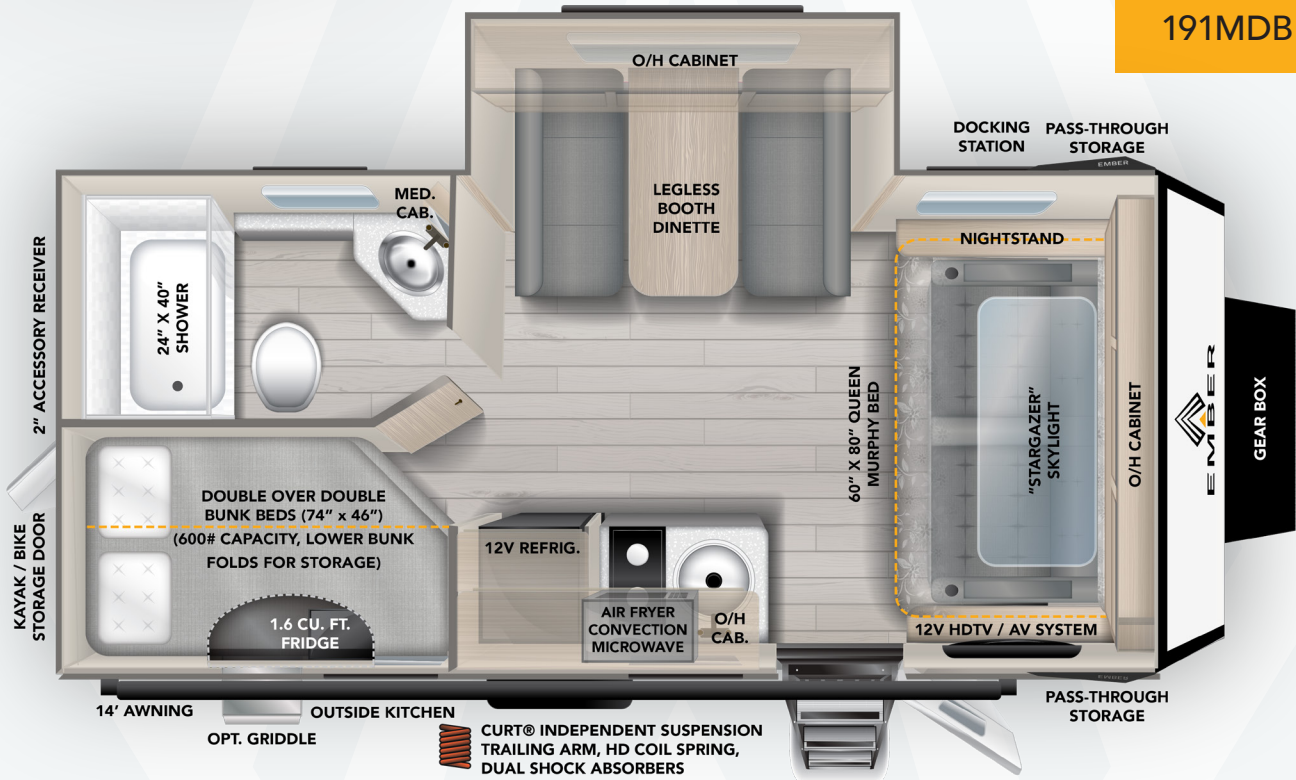 191MDB
O/H CABINET
DOCKING
STATION
PASS-THROUGH
STORAGE
EMBER
MED.
CAB.
LEGLESS
BOOTH
DINETTE
NIGHTSTAND
2" ACCESSORY RECEIVER
24" X 40"
SHOWER
60" X 80" QUEEN
MURPHY BED
"STARGAZER"
SKYLIGHT
O/H CABINET
EMBER
GEAR BOX
KAYAK / BIKE
STORAGE DOOR
DOUBLE OVER DOUBLE
BUNK BEDS (74" x 46")
(600# CAPACITY, LOWER BUNK
FOLDS FOR STORAGE)
1.6 CU. FT.
FRIDGE
12V REFRIG.
AIR FRYER
CONVECTION
MICROWAVE
O/H
CAB.
12V HDTV / AV SYSTEM
EMBER
PASS-THROUGH
STORAGE
14' AWNING
OUTSIDE KITCHEN
OPT. GRIDDLE
CURT® INDEPENDENT SUSPENSION
TRAILING ARM, HD COIL SPRING,
DUAL SHOCK ABSORBERS